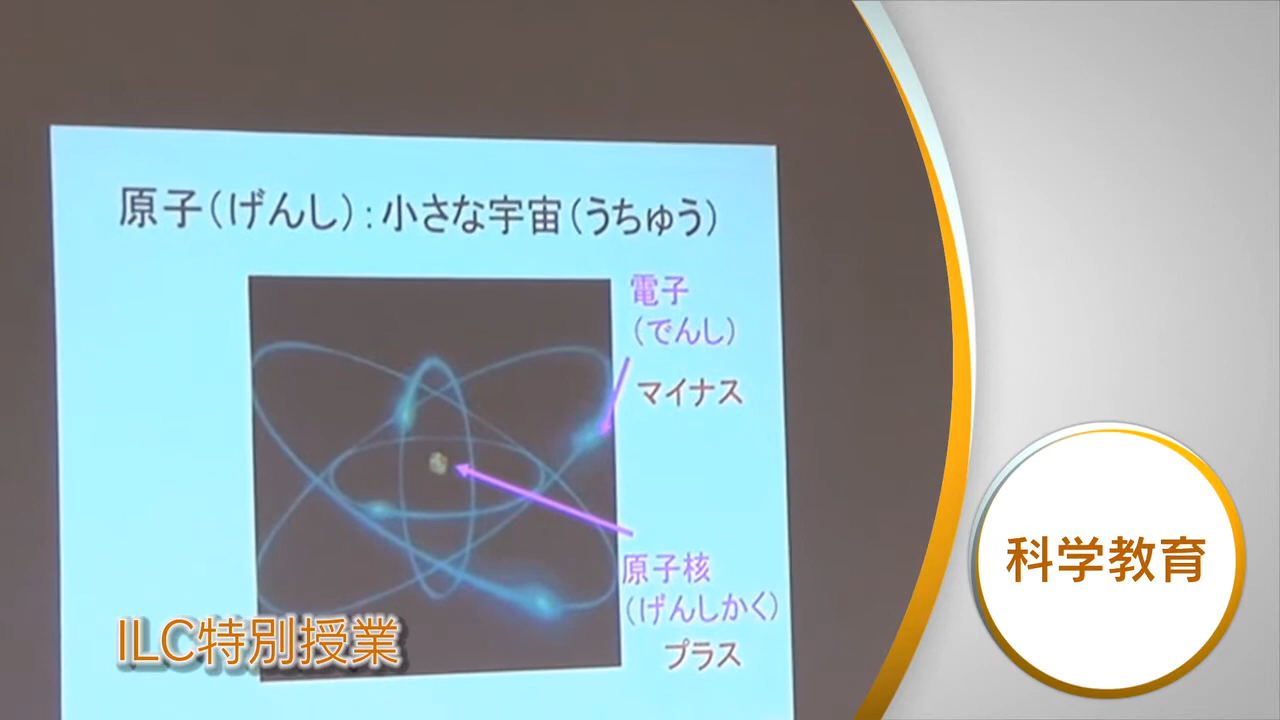 原子(げんし):小さな宇宙(うちゅう)
電子
(でんし)
マイナス
原子核
(げんしかく)
プラス
ILC特別授業
科学教育